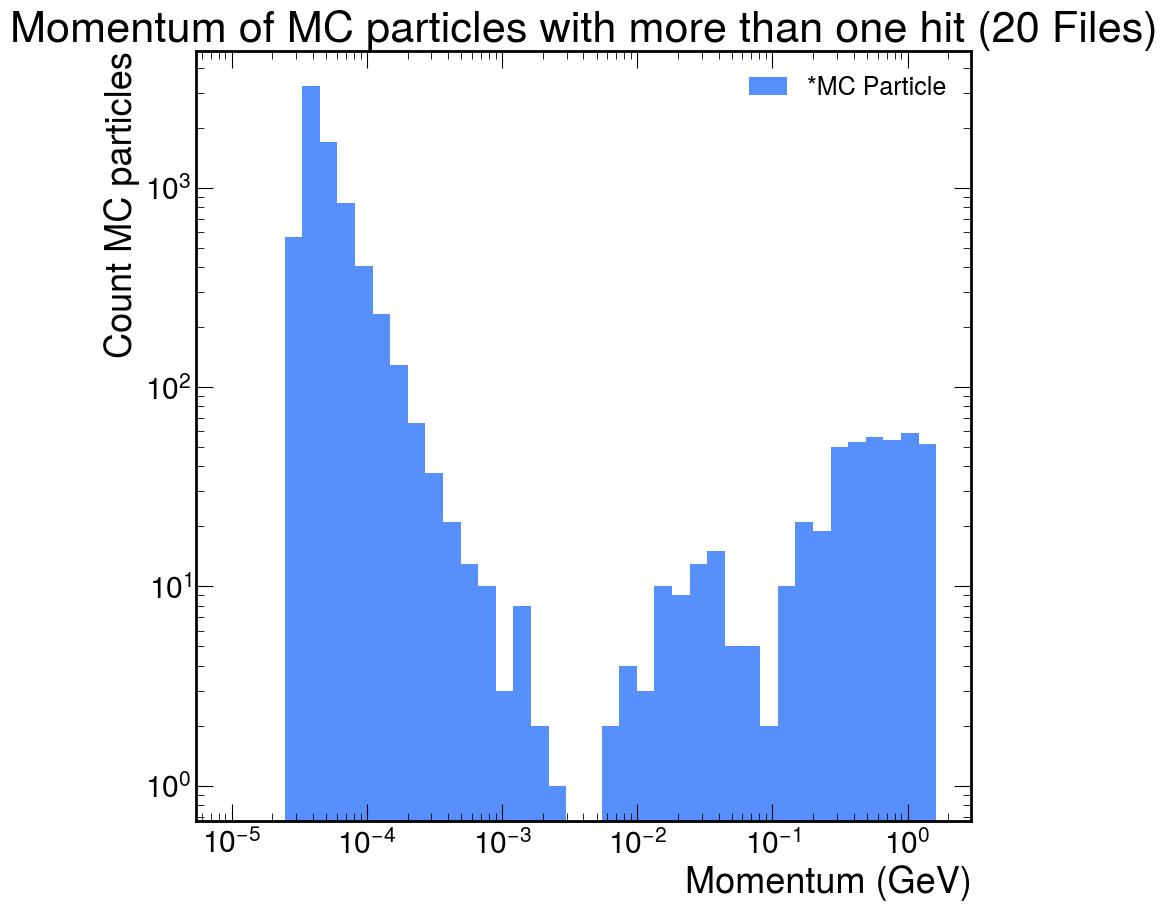 Momentum of MC particles with more than one hit (20 Files)
*MC Particle
Count MC particles
10³
10²
10¹
10⁰
10⁻⁵ 10⁻⁴ 10⁻³ 10⁻² 10⁻¹ 10⁰
Momentum (GeV)